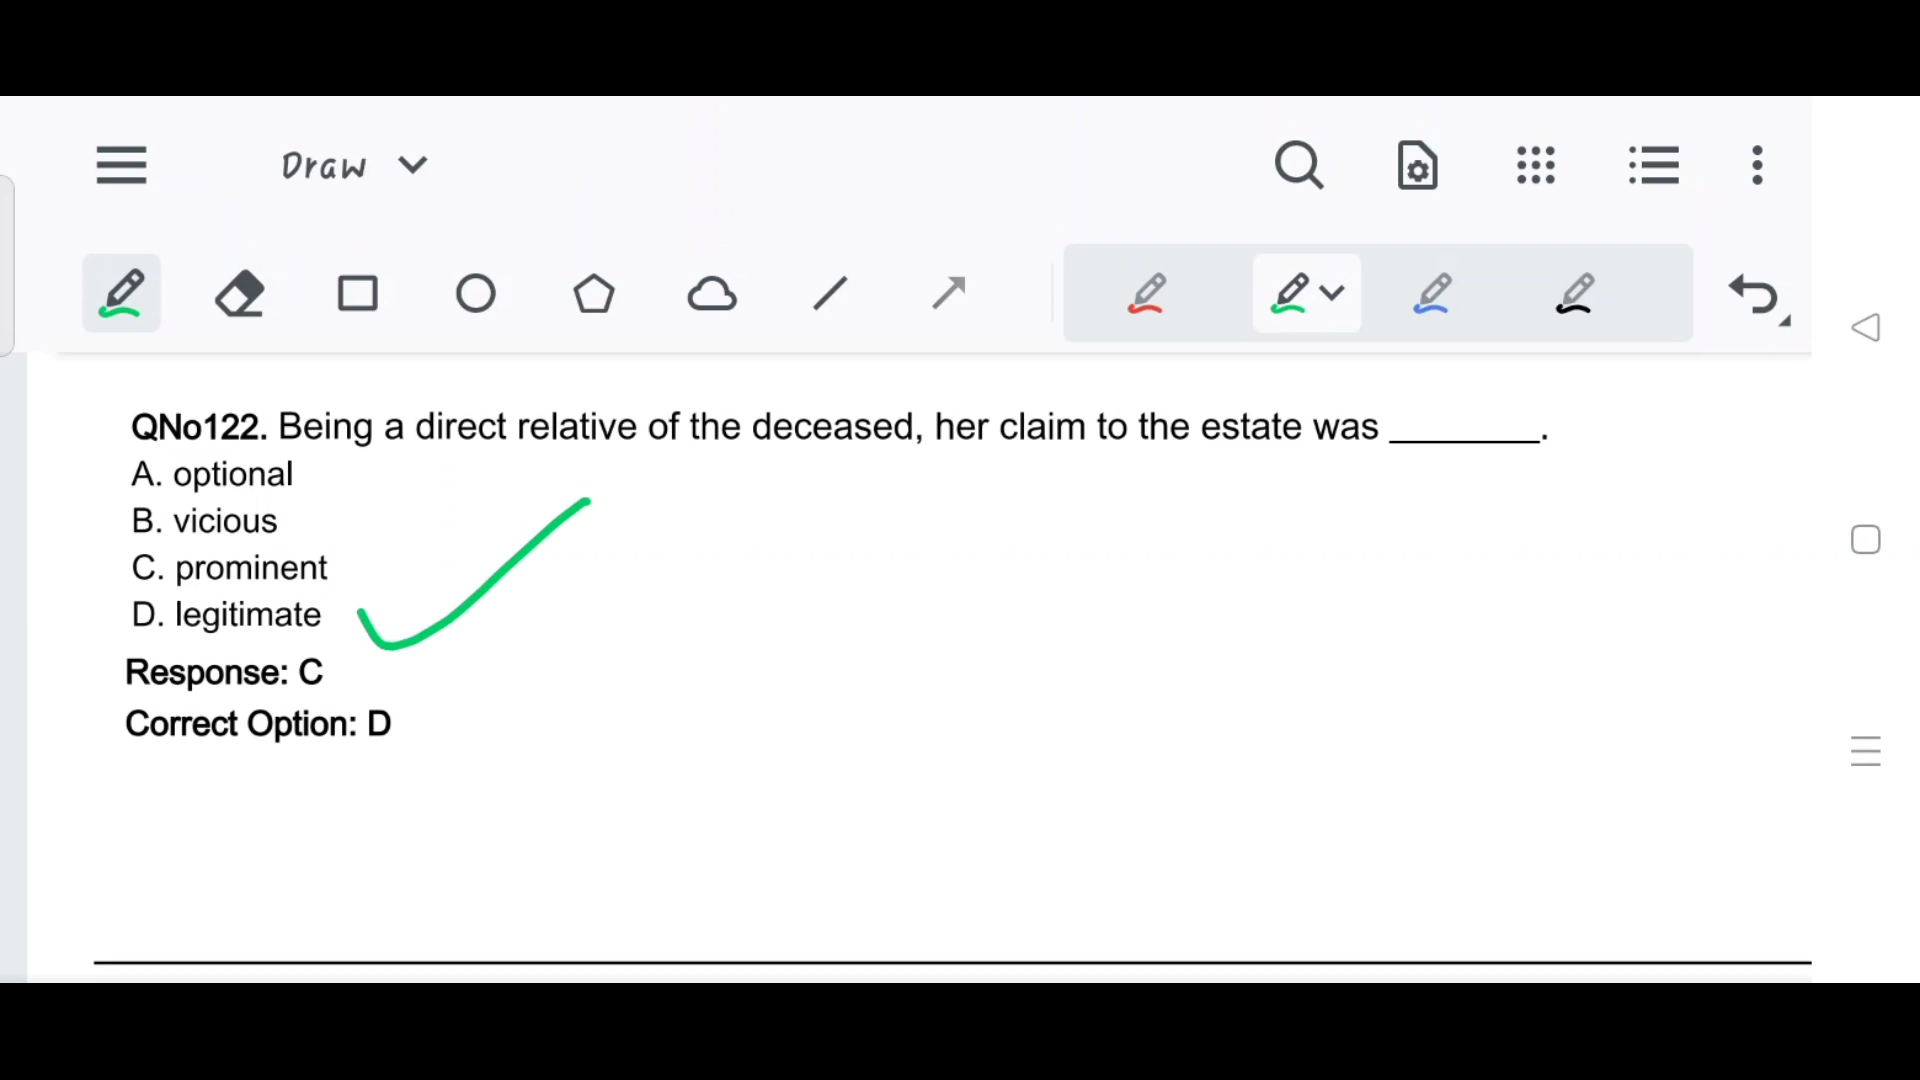 Draw
QNo122. Being a direct relative of the deceased, her claim to the estate was ________.
A. optional
B. vicious
C. prominent
D. legitimate
Response: C
Correct Option: D